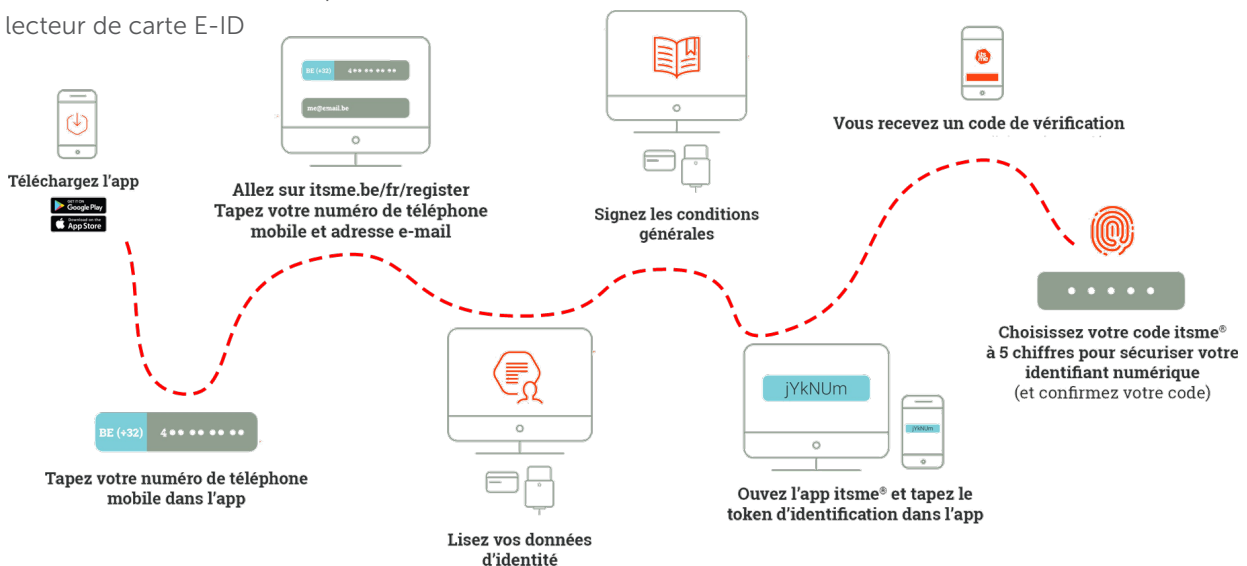 lecteur de carte E-ID
Téléchargez l'app
GET IT ON
Google Play
Download on the
App Store
BE (+32) 4●● ●● ●● ●●
Tapez votre numéro de téléphone
mobile dans l'app
BE (+32) 4●● ●● ●● ●●
me@email.be
Allez sur itsme.be/fr/register
Tapez votre numéro de téléphone
mobile et adresse e-mail
Lisez vos données
d'identité
Signez les conditions
générales
jYkNUm
jYkNUm
Ouvez l'app itsme® et tapez le
token d'identification dans l'app
its
me
Vous recevez un code de vérification
Choisissez votre code itsme®
à 5 chiffres pour sécuriser votre
identifiant numérique
(et confirmez votre code)